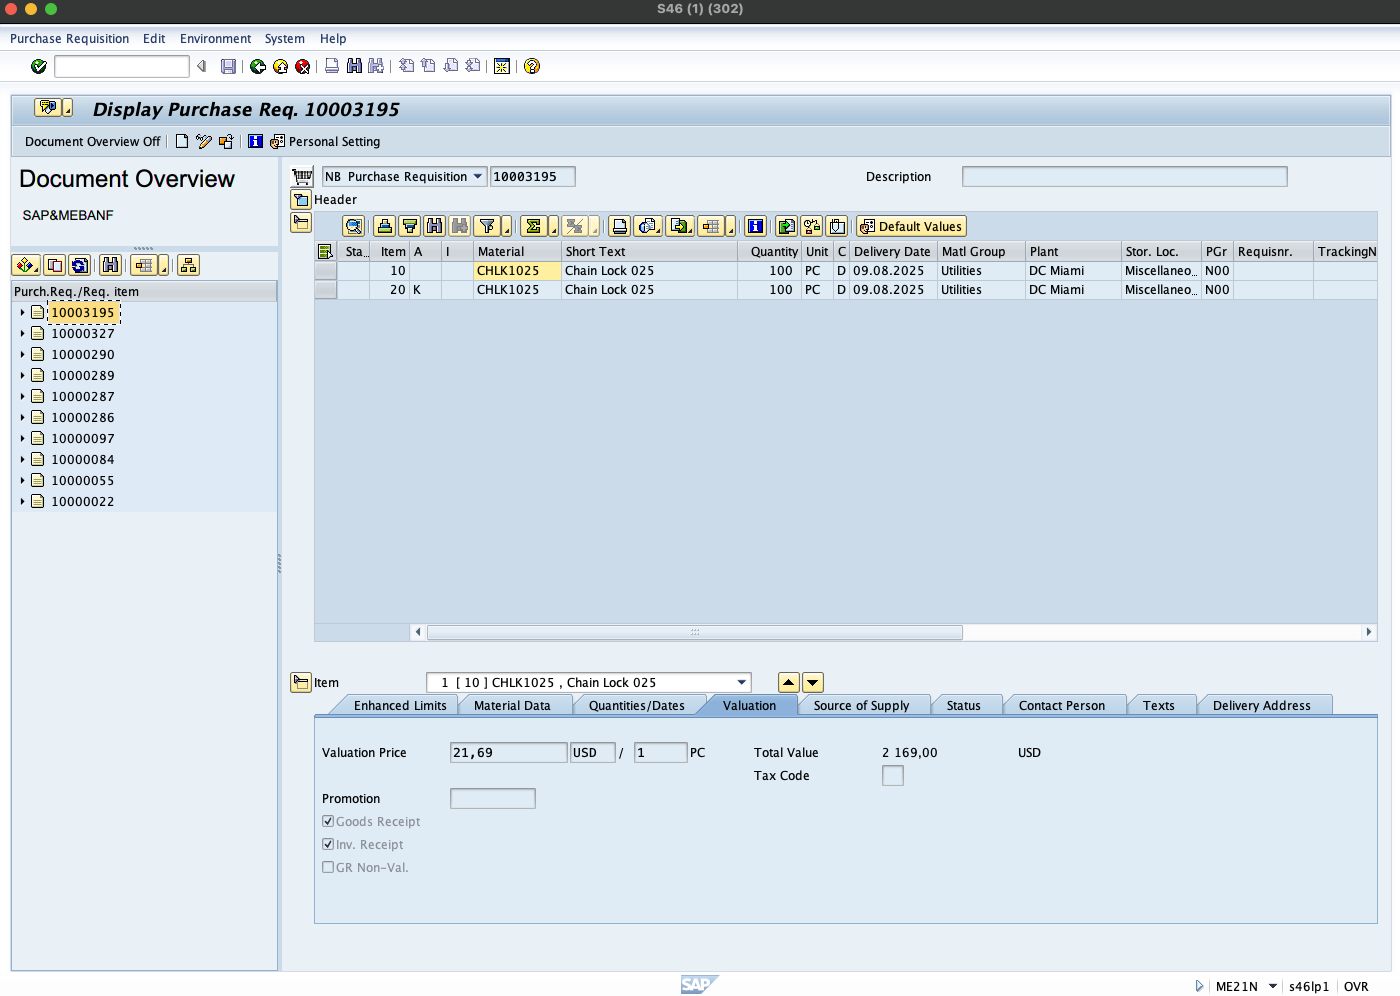 S46 (1) (302)
Purchase Requisition Edit Environment System Help
Display Purchase Req. 10003195
Document Overview Off Personal Setting
Document Overview
SAP&MEBANF
Purch.Req./Req. item
10003195
10000327
10000290
10000289
10000287
10000286
10000097
10000084
10000055
10000022
NB Purchase Requisition 10003195 Description
Header
Default Values
Sta.. Item A I Material Short Text Quantity Unit C Delivery Date Matl Group Plant Stor. Loc. PGr Requisnr. TrackingN
10 CHLK1025 Chain Lock 025 100 PC D 09.08.2025 Utilities DC Miami Miscellaneo... N00
20 K CHLK1025 Chain Lock 025 100 PC D 09.08.2025 Utilities DC Miami Miscellaneo... N00
Item 1 [ 10 ] CHLK1025 , Chain Lock 025
Enhanced Limits Material Data Quantities/Dates Valuation Source of Supply Status Contact Person Texts Delivery Address
Valuation Price 21,69 USD / 1 PC Total Value 2 169,00 USD
Tax Code
Promotion
Goods Receipt
Inv. Receipt
GR Non-Val.
SAP ME21N s46lp1 OVR